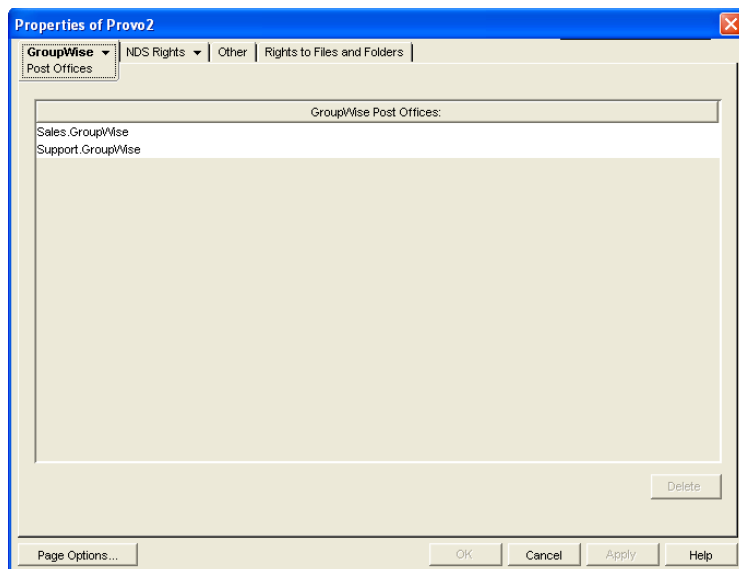 Properties of Provo2
GroupWise NDS Rights Other Rights to Files and Folders
Post Offices
GroupWise Post Offices:
Sales.GroupWise
Support.GroupWise
Delete
Page Options... OK Cancel Apply Help